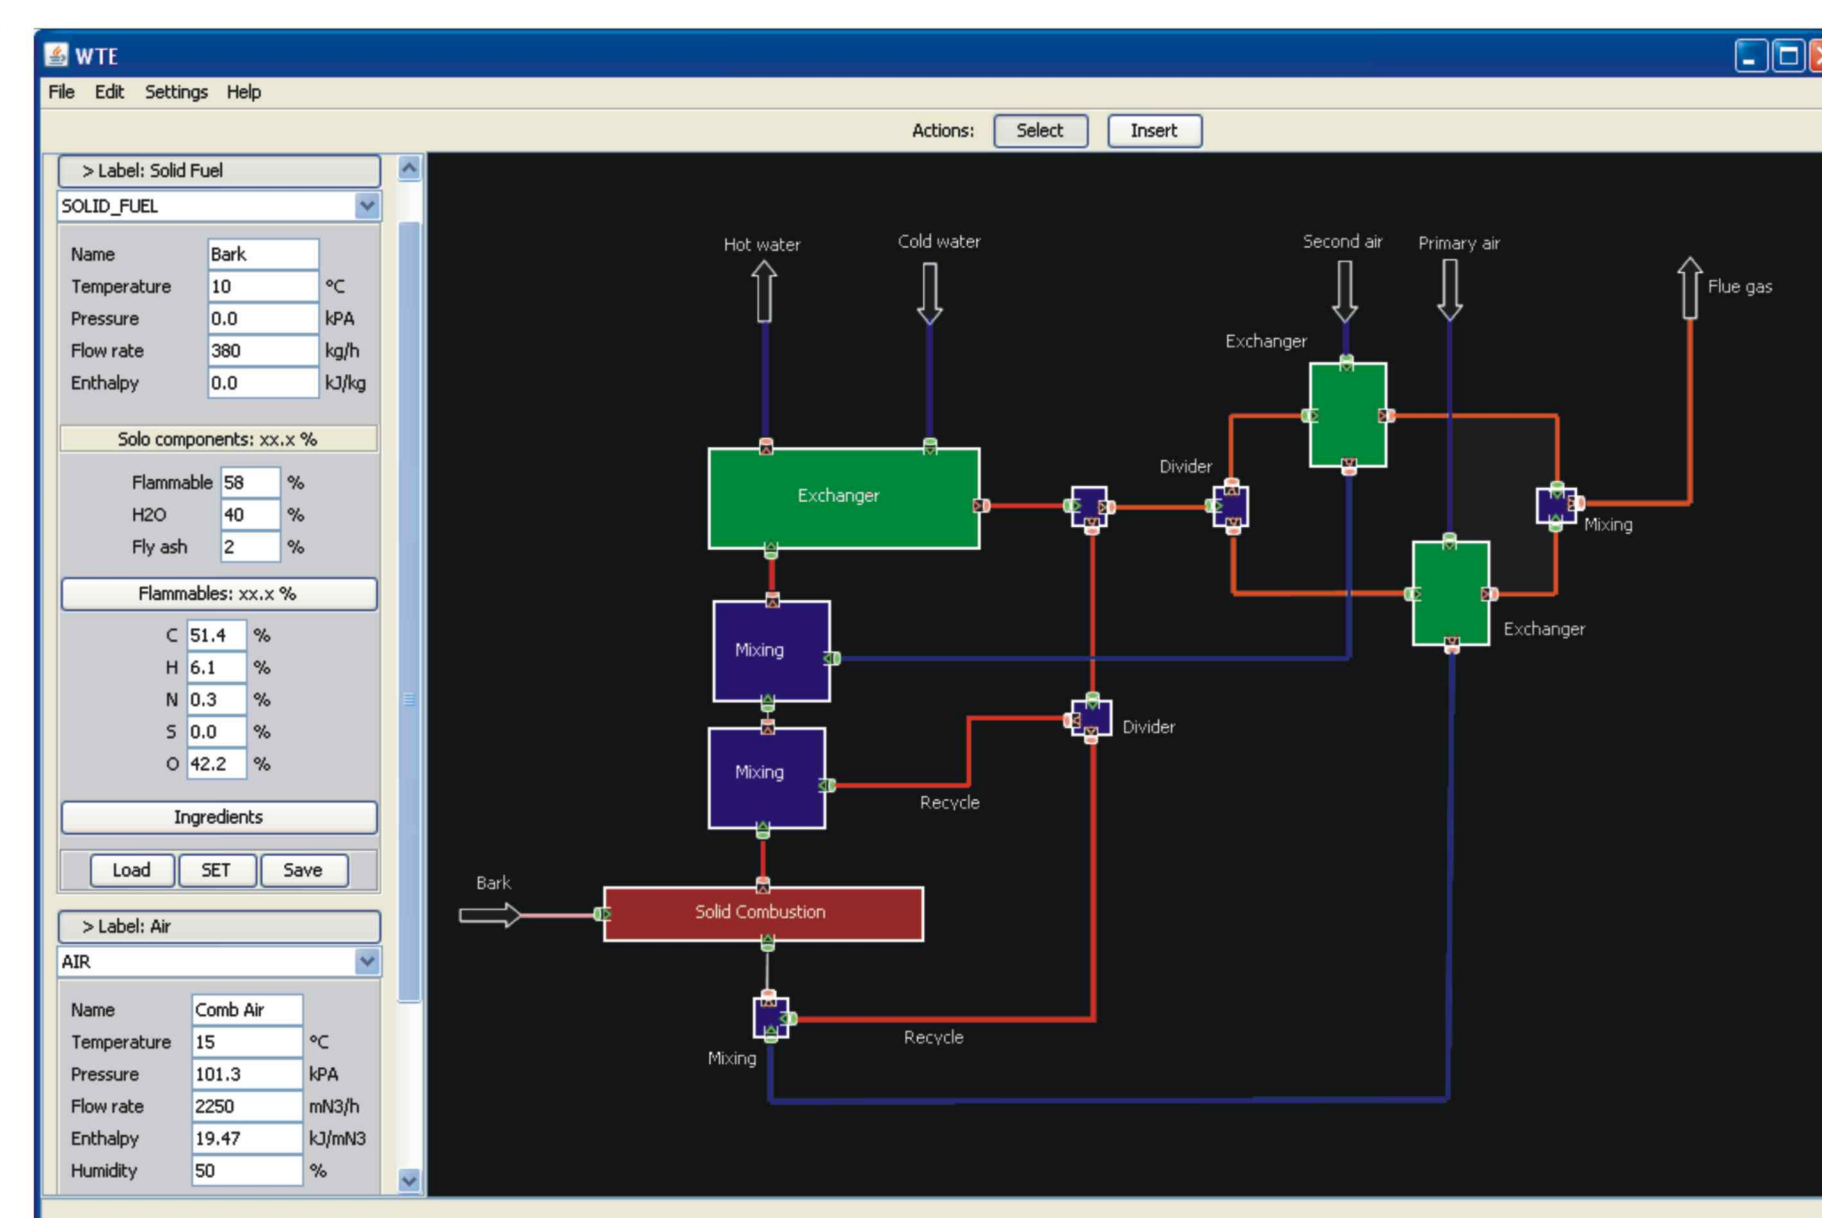 WTE
File Edit Settings Help
Actions: Select Insert
> Label: Solid Fuel
SOLID_FUEL
Name Bark
Temperature 10 °C
Pressure 0.0 kPA
Flow rate 380 kg/h
Enthalpy 0.0 kJ/kg
Solo components: xx.x %
Flammable 58 %
H2O 40 %
Fly ash 2 %
Flammables: xx.x %
C 51.4 %
H 6.1 %
N 0.3 %
S 0.0 %
O 42.2 %
Ingredients
Load SET Save
> Label: Air
AIR
Name Comb Air
Temperature 15 °C
Pressure 101.3 kPA
Flow rate 2250 mN3/h
Enthalpy 19.47 kJ/mN3
Humidity 50 %
Hot water
Cold water
Second air
Primary air
Flue gas
Exchanger
Divider
Exchanger
Mixing
Exchanger
Mixing
Divider
Mixing
Recycle
Bark
Solid Combustion
Recycle
Mixing